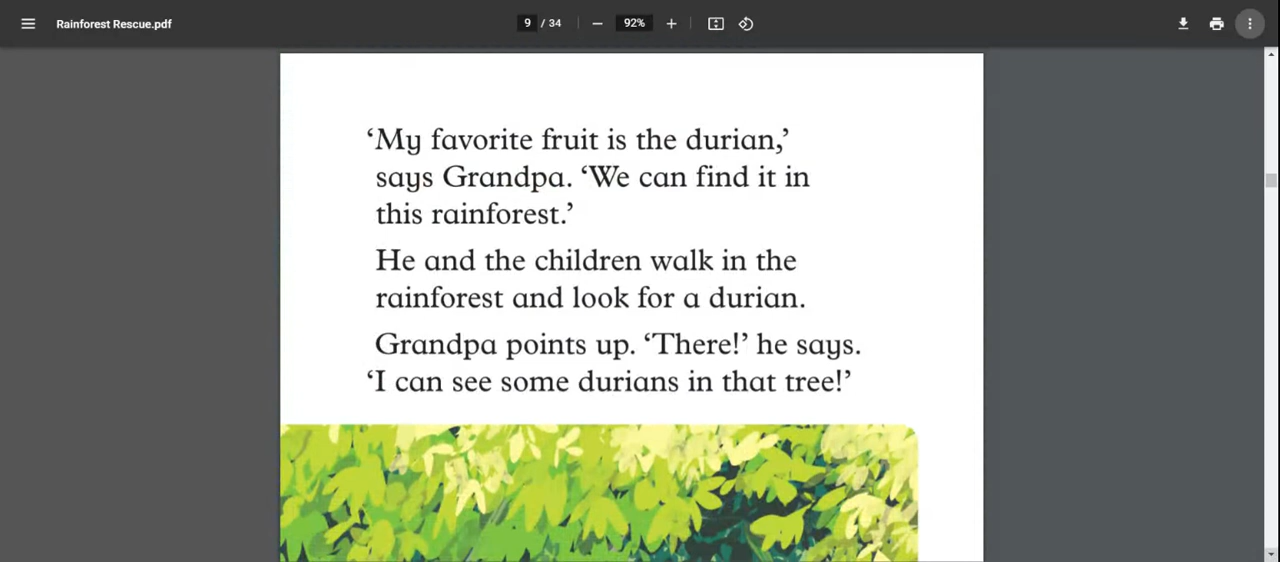 Rainforest Rescue.pdf
9 / 34
92%
‘My favorite fruit is the durian,’
says Grandpa. ‘We can find it in
this rainforest.’
He and the children walk in the
rainforest and look for a durian.
Grandpa points up. ‘There!’ he says.
‘I can see some durians in that tree!’